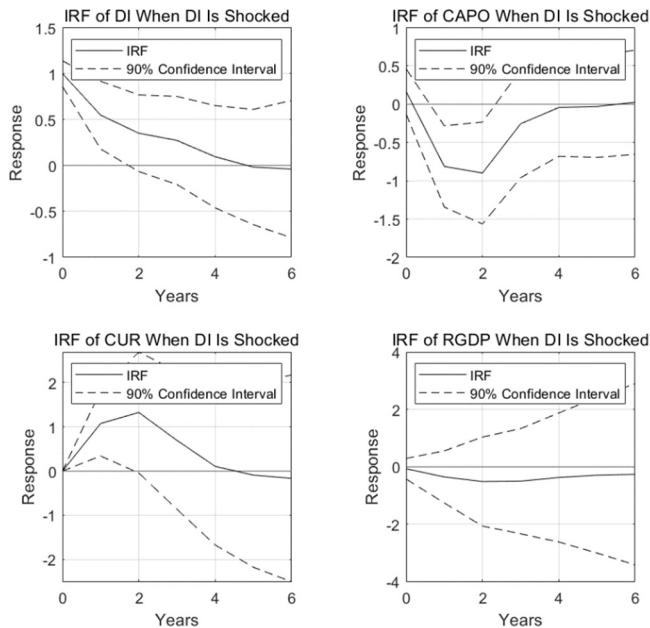 IRF of DI When DI Is Shocked
1.5
1
0.5
0
-0.5
-1
Response
IRF
90% Confidence Interval
0 2 4 6
Years
IRF of CAPO When DI Is Shocked
1
0.5
0
-0.5
-1
-1.5
-2
Response
IRF
90% Confidence Interval
0 2 4 6
Years
IRF of CUR When DI Is Shocked
2
1
0
-1
-2
Response
IRF
90% Confidence Interval
0 2 4 6
Years
IRF of RGDP When DI Is Shocked
4
2
0
-2
-4
Response
IRF
90% Confidence Interval
0 2 4 6
Years